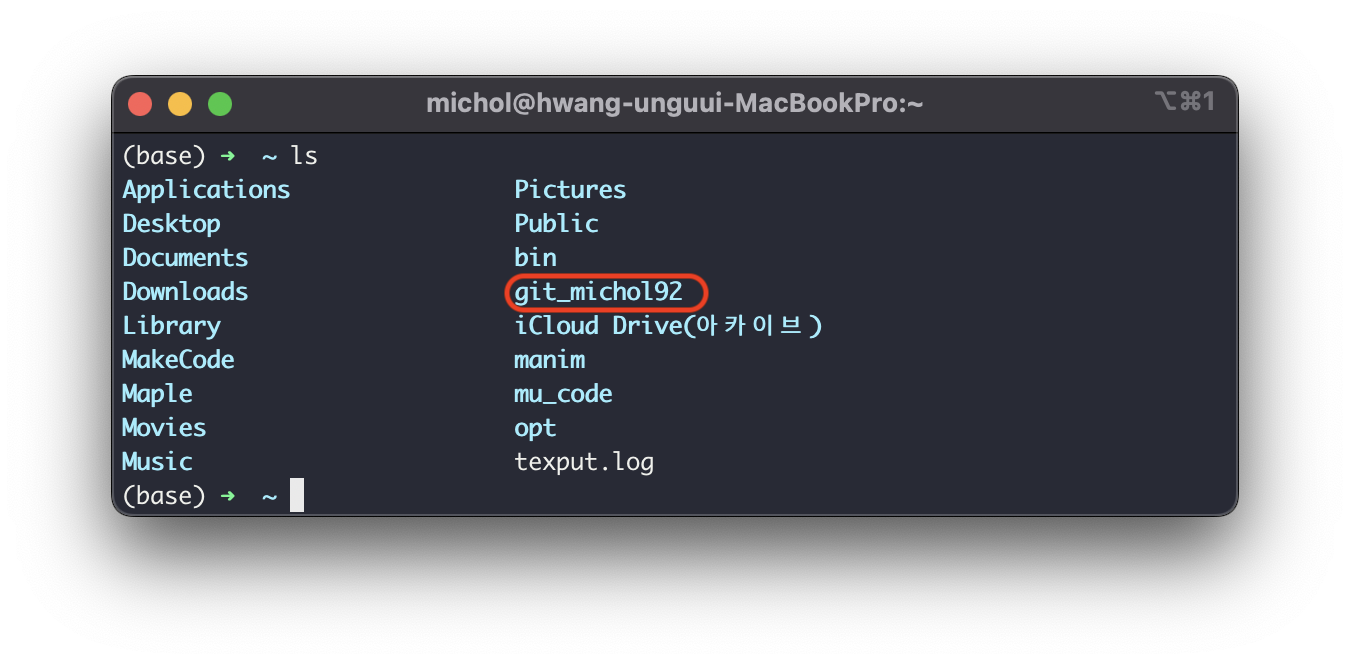 michol@hwang-unguui-MacBookPro:~
⌥⌘1
(base) ➜ ~ ls
Applications Pictures
Desktop Public
Documents bin
Downloads git_michol92
Library iCloud Drive(아카이브)
MakeCode manim
Maple mu_code
Movies opt
Music texput.log
(base) ➜ ~